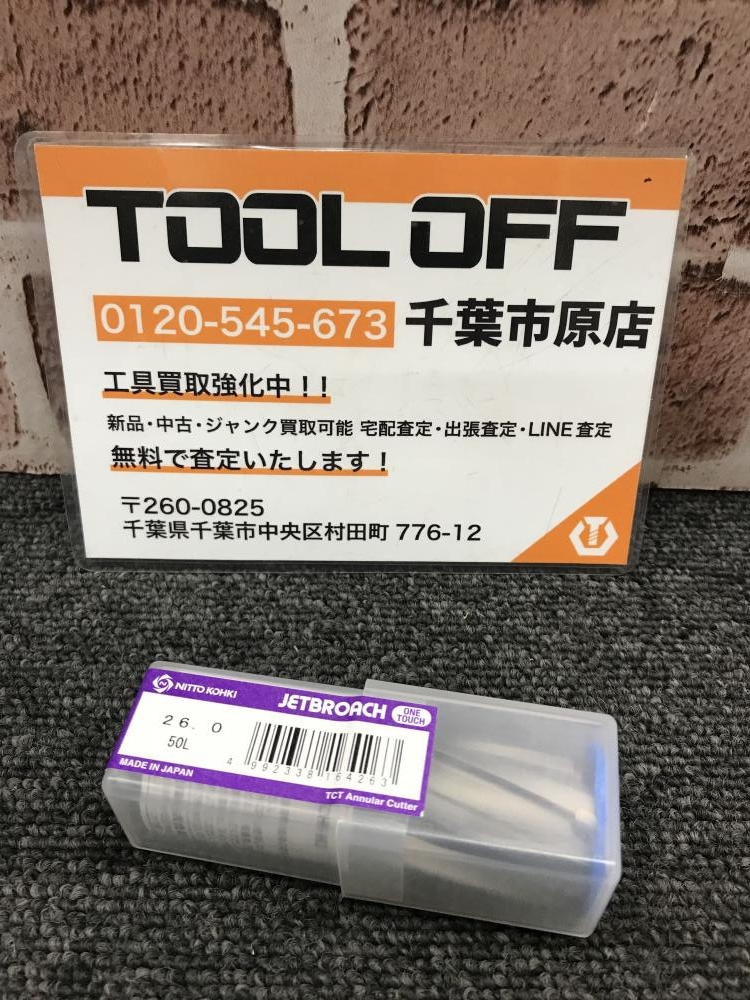 TOOL OFF
0120-545-673 千葉市原店
工具買取強化中！！
新品・中古・ジャンク買取可能 宅配査定・出張査定・LINE査定
無料で査定いたします！
〒260-0825
千葉県千葉市中央区村田町 776-12
NITTO KOHKI JETBROACH ONE TOUCH
26.0
50L
4 992338 164263
MADE IN JAPAN
TCT Annular Cutter